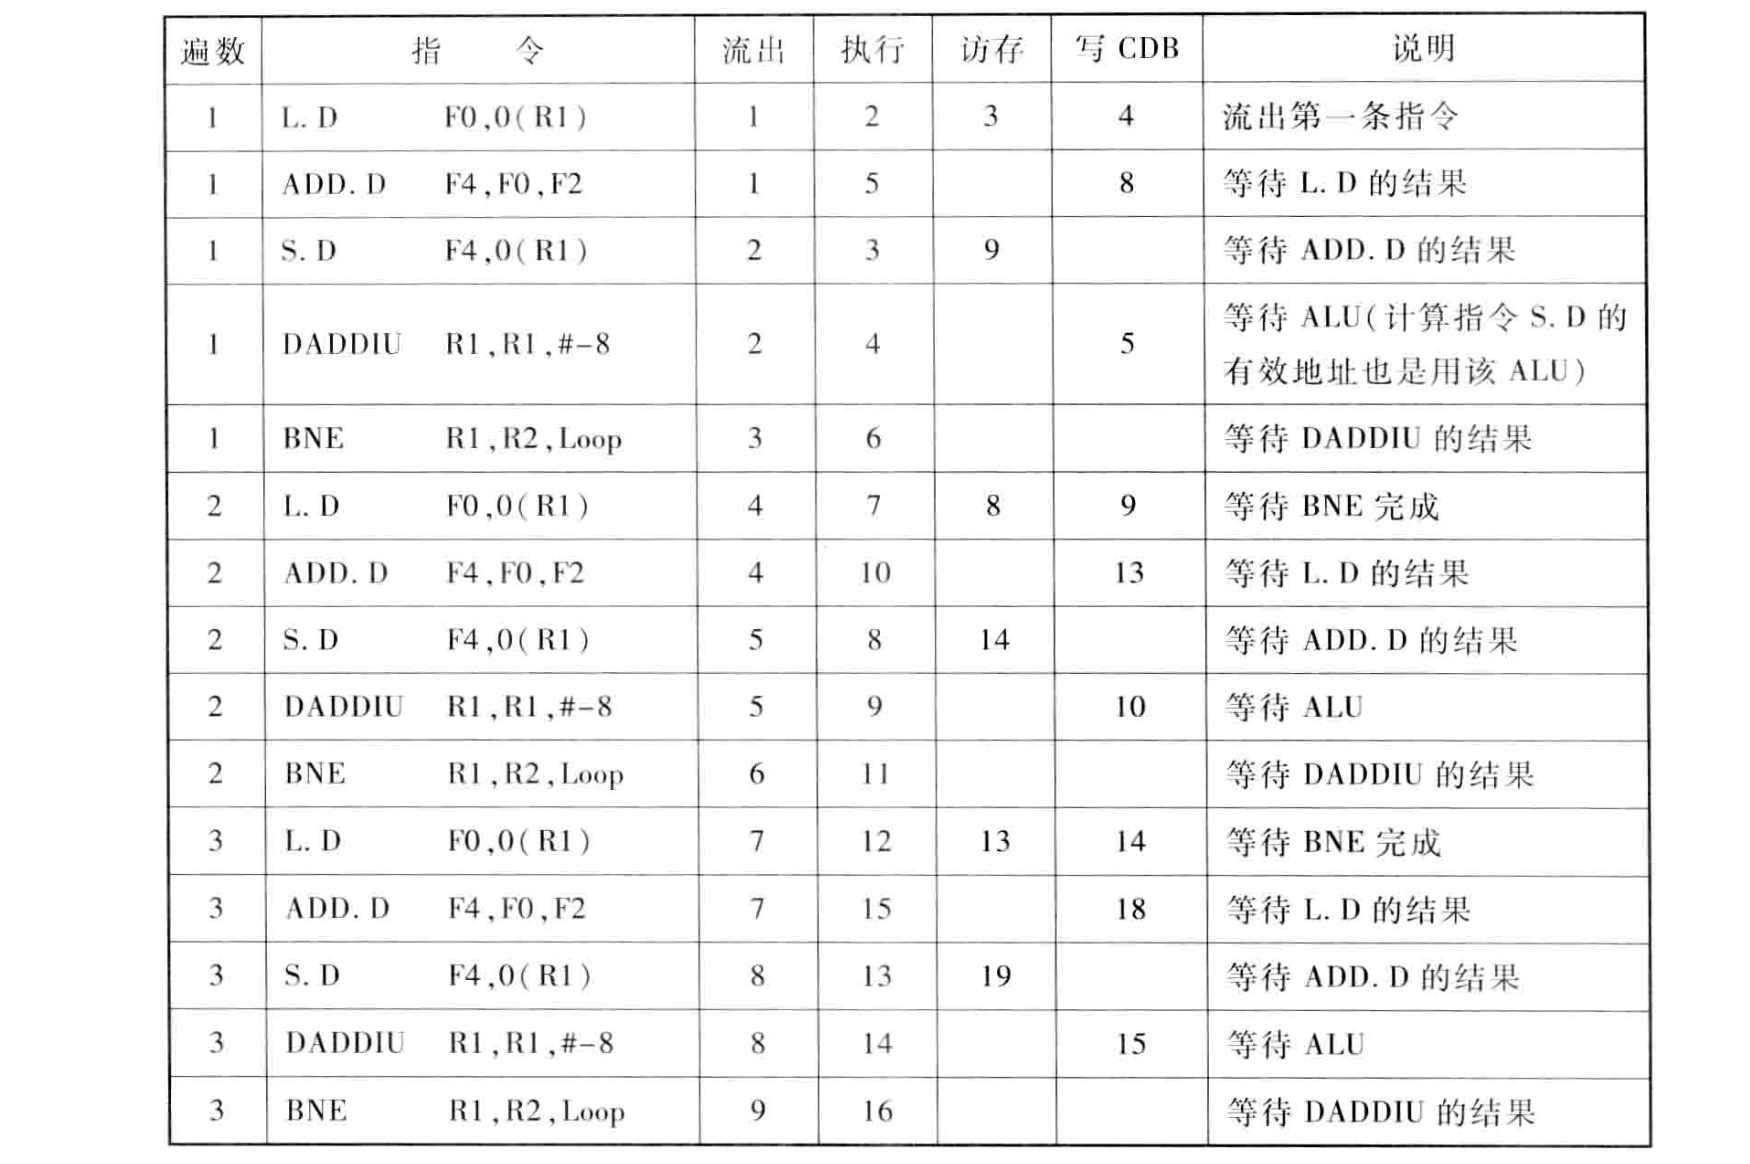 遍数 指 令 流出 执行 访存 写 CDB 说明
1 L.D F0,0(R1) 1 2 3 4 流出第一条指令
1 ADD.D F4,F0,F2 1 5 8 等待 L.D 的结果
1 S.D F4,0(R1) 2 3 9 等待 ADD.D 的结果
1 DADDIU R1,R1,#-8 2 4 5 等待 ALU(计算指令 S.D 的
有效地址也是用该 ALU)
1 BNE R1,R2,Loop 3 6 等待 DADDIU 的结果
2 L.D F0,0(R1) 4 7 8 9 等待 BNE 完成
2 ADD.D F4,F0,F2 4 10 13 等待 L.D 的结果
2 S.D F4,0(R1) 5 8 14 等待 ADD.D 的结果
2 DADDIU R1,R1,#-8 5 9 10 等待 ALU
2 BNE R1,R2,Loop 6 11 等待 DADDIU 的结果
3 L.D F0,0(R1) 7 12 13 14 等待 BNE 完成
3 ADD.D F4,F0,F2 7 15 18 等待 L.D 的结果
3 S.D F4,0(R1) 8 13 19 等待 ADD.D 的结果
3 DADDIU R1,R1,#-8 8 14 15 等待 ALU
3 BNE R1,R2,Loop 9 16 等待 DADDIU 的结果